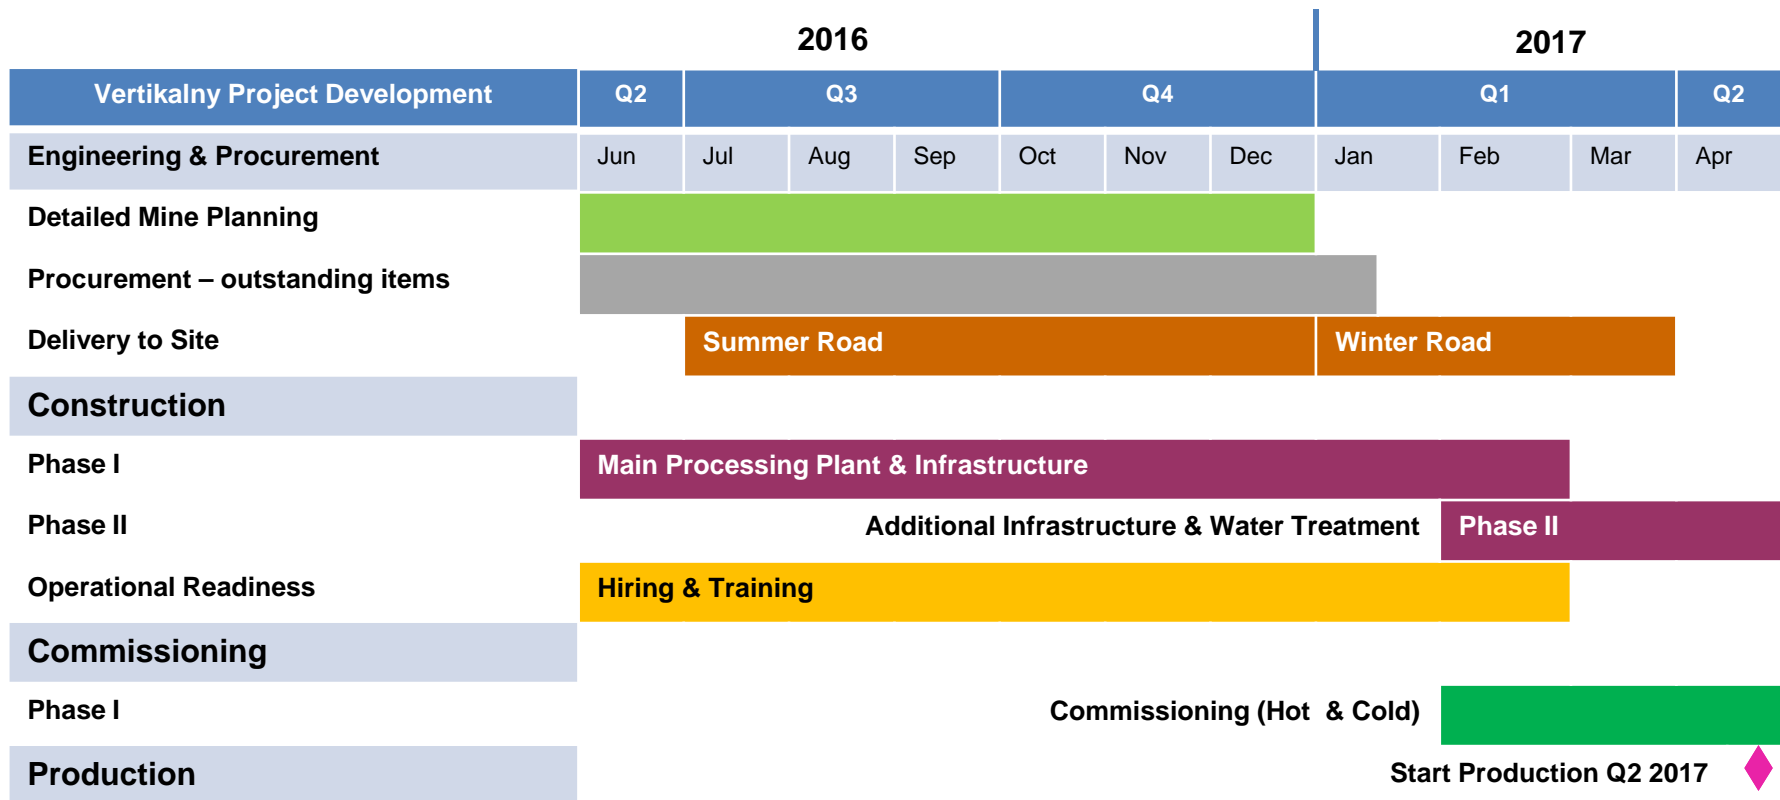 2016
2017
Vertikalny Project Development Q2 Q3 Q4 Q1 Q2
Engineering & Procurement Jun Jul Aug Sep Oct Nov Dec Jan Feb Mar Apr
Detailed Mine Planning
Procurement – outstanding items
Delivery to Site Summer Road Winter Road
Construction
Phase I Main Processing Plant & Infrastructure
Phase II Additional Infrastructure & Water Treatment Phase II
Operational Readiness Hiring & Training
Commissioning
Phase I Commissioning (Hot & Cold)
Production Start Production Q2 2017